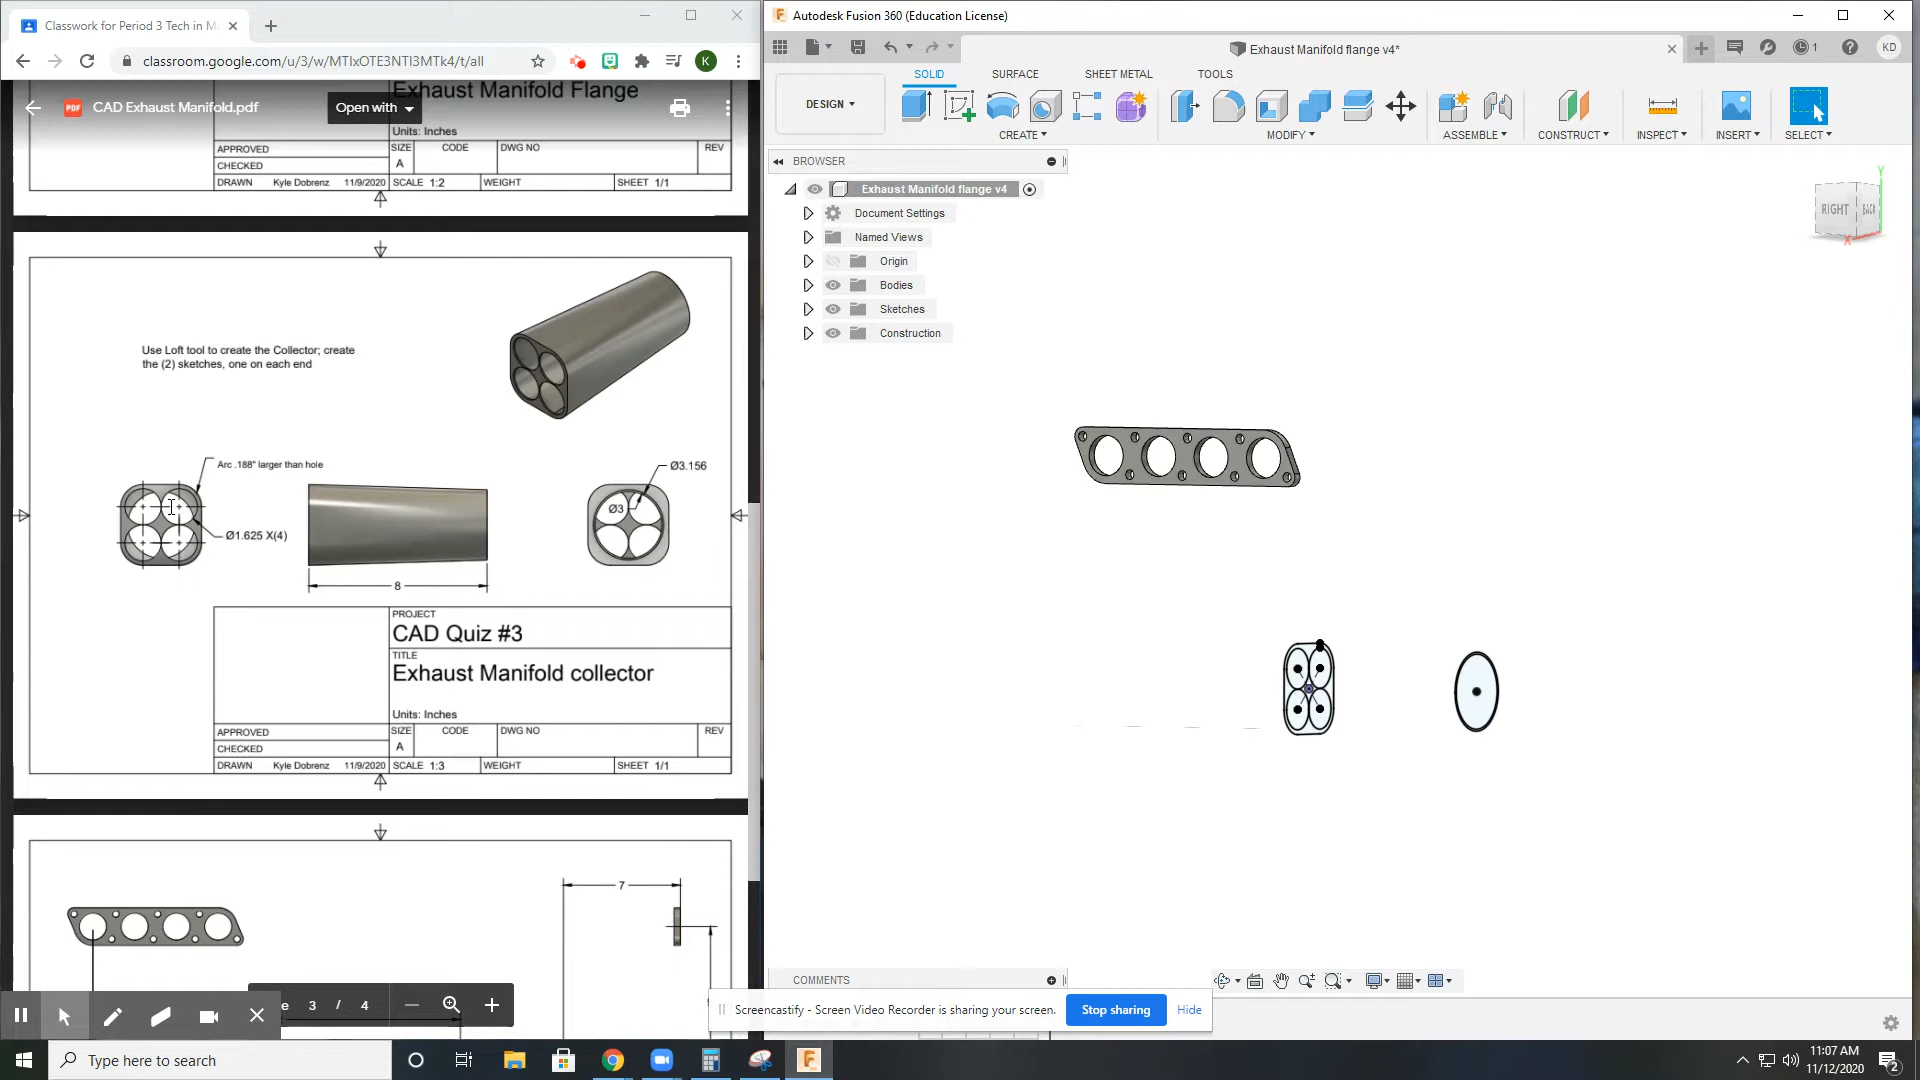 Classwork for Period 3 Tech in M
classroom.google.com/u/3/w/MTIxOTE3NTI3MTk4/t/all
K
PDF CAD Exhaust Manifold.pdf
Open with
Exhaust Manifold Flange
Units: Inches
APPROVED SIZE CODE DWG NO REV
CHECKED A
DRAWN Kyle Dobrenz 11/9/2020 SCALE 1:2 WEIGHT SHEET 1/1
Use Loft tool to create the Collector; create
the (2) sketches, one on each end
Arc .188" larger than hole
Ø1.625 X(4)
8
Ø3.156
Ø3
PROJECT
CAD Quiz #3
TITLE
Exhaust Manifold collector
Units: Inches
APPROVED SIZE CODE DWG NO REV
CHECKED A
DRAWN Kyle Dobrenz 11/9/2020 SCALE 1:3 WEIGHT SHEET 1/1
7
e 3 / 4
Autodesk Fusion 360 (Education License)
Exhaust Manifold flange v4*
1
KD
SOLID SURFACE SHEET METAL TOOLS
DESIGN
CREATE MODIFY ASSEMBLE CONSTRUCT INSPECT INSERT SELECT
BROWSER
Exhaust Manifold flange v4
Document Settings
Named Views
Origin
Bodies
Sketches
Construction
Y
RIGHT BACK
X
COMMENTS
Screencastify - Screen Video Recorder is sharing your screen. Stop sharing Hide
Type here to search
11:07 AM
11/12/2020
2